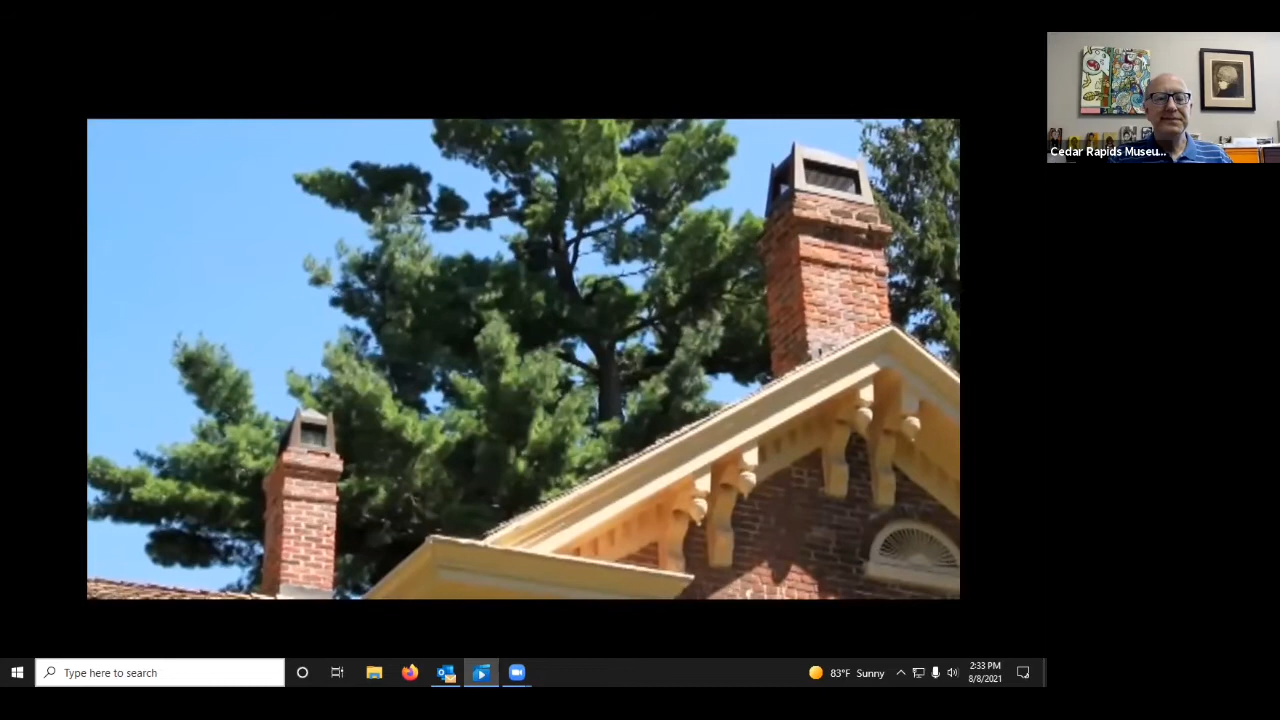 Cedar Rapids Museu...
Type here to search
83°F Sunny
2:33 PM
8/8/2021